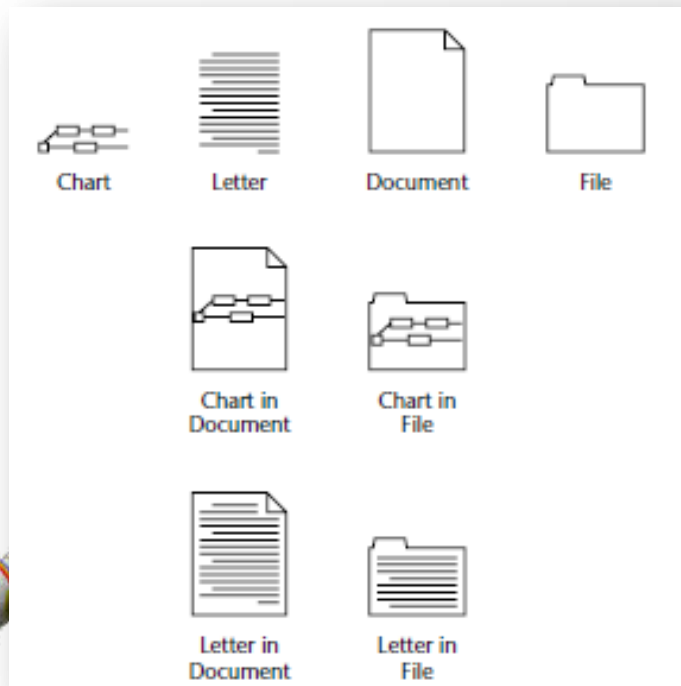 Chart Letter Document File
Chart in Chart in
Document File
Letter in Letter in
Document File